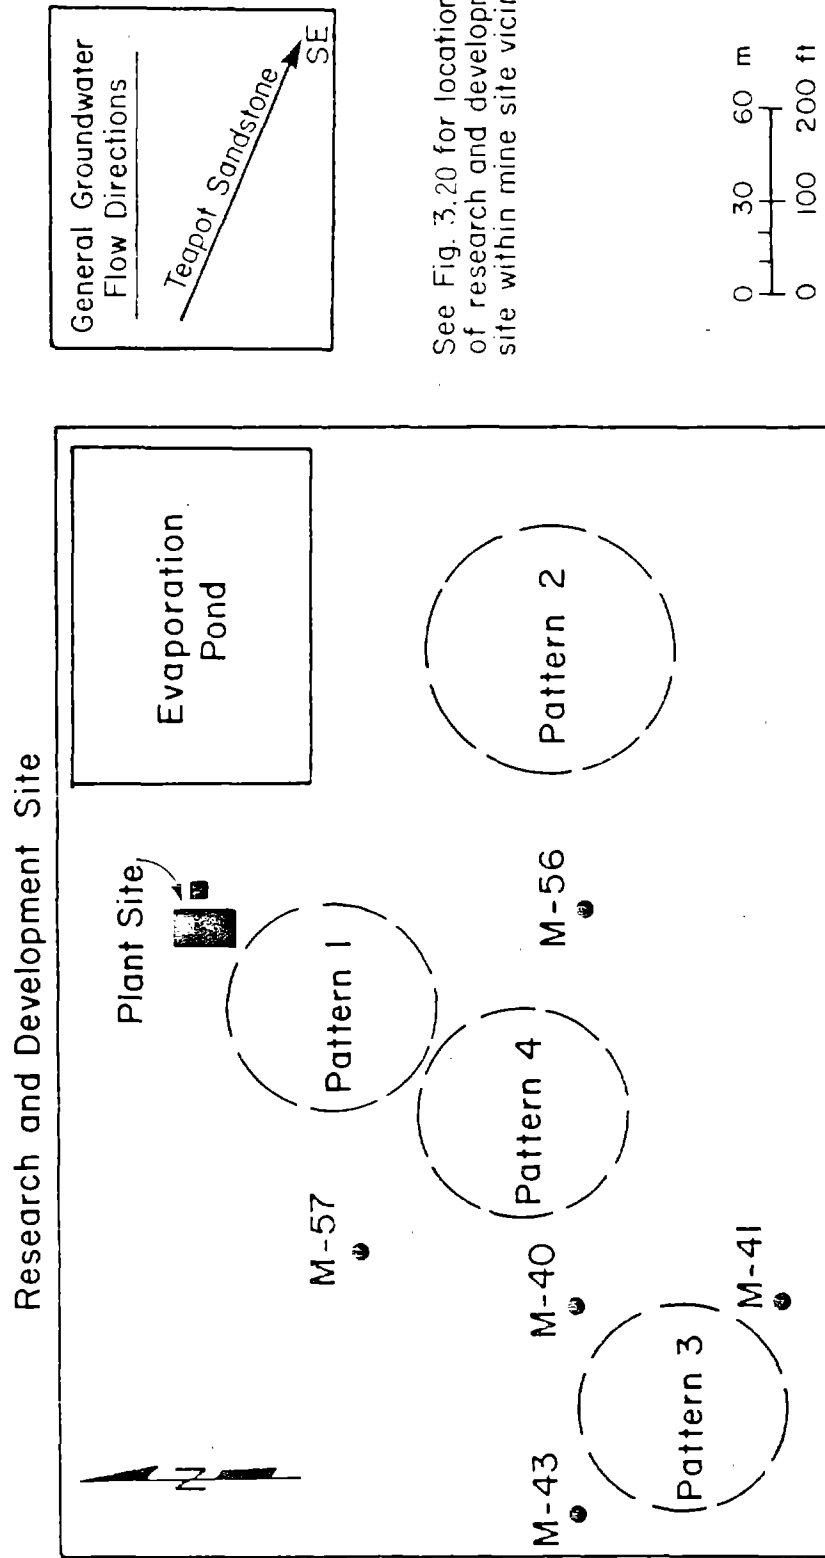 Research and Development Site
Plant Site
Evaporation
Pond
Pattern 1
M-57
Pattern 4
M-56
Pattern 2
M-40
M-43
Pattern 3
M-41
N
General Groundwater
Flow Directions
Teapot Sandstone
SE
See Fig. 3.20 for location
of research and develop
site within mine site vici
0 30 60 m
0 100 200 ft